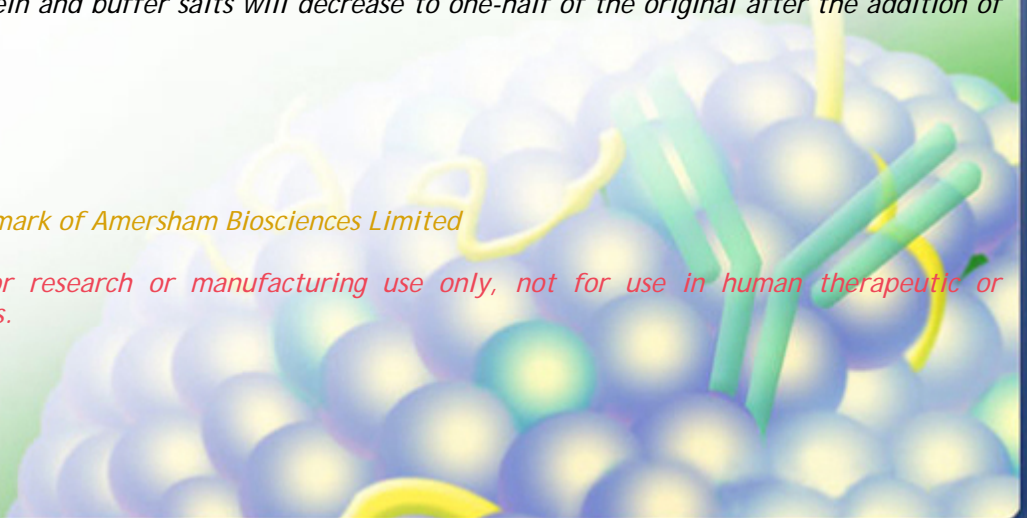 ein and buffer salts will decrease to one-half of the original after the addition of
mark of Amersham Biosciences Limited
or research or manufacturing use only, not for use in human therapeutic or
s.